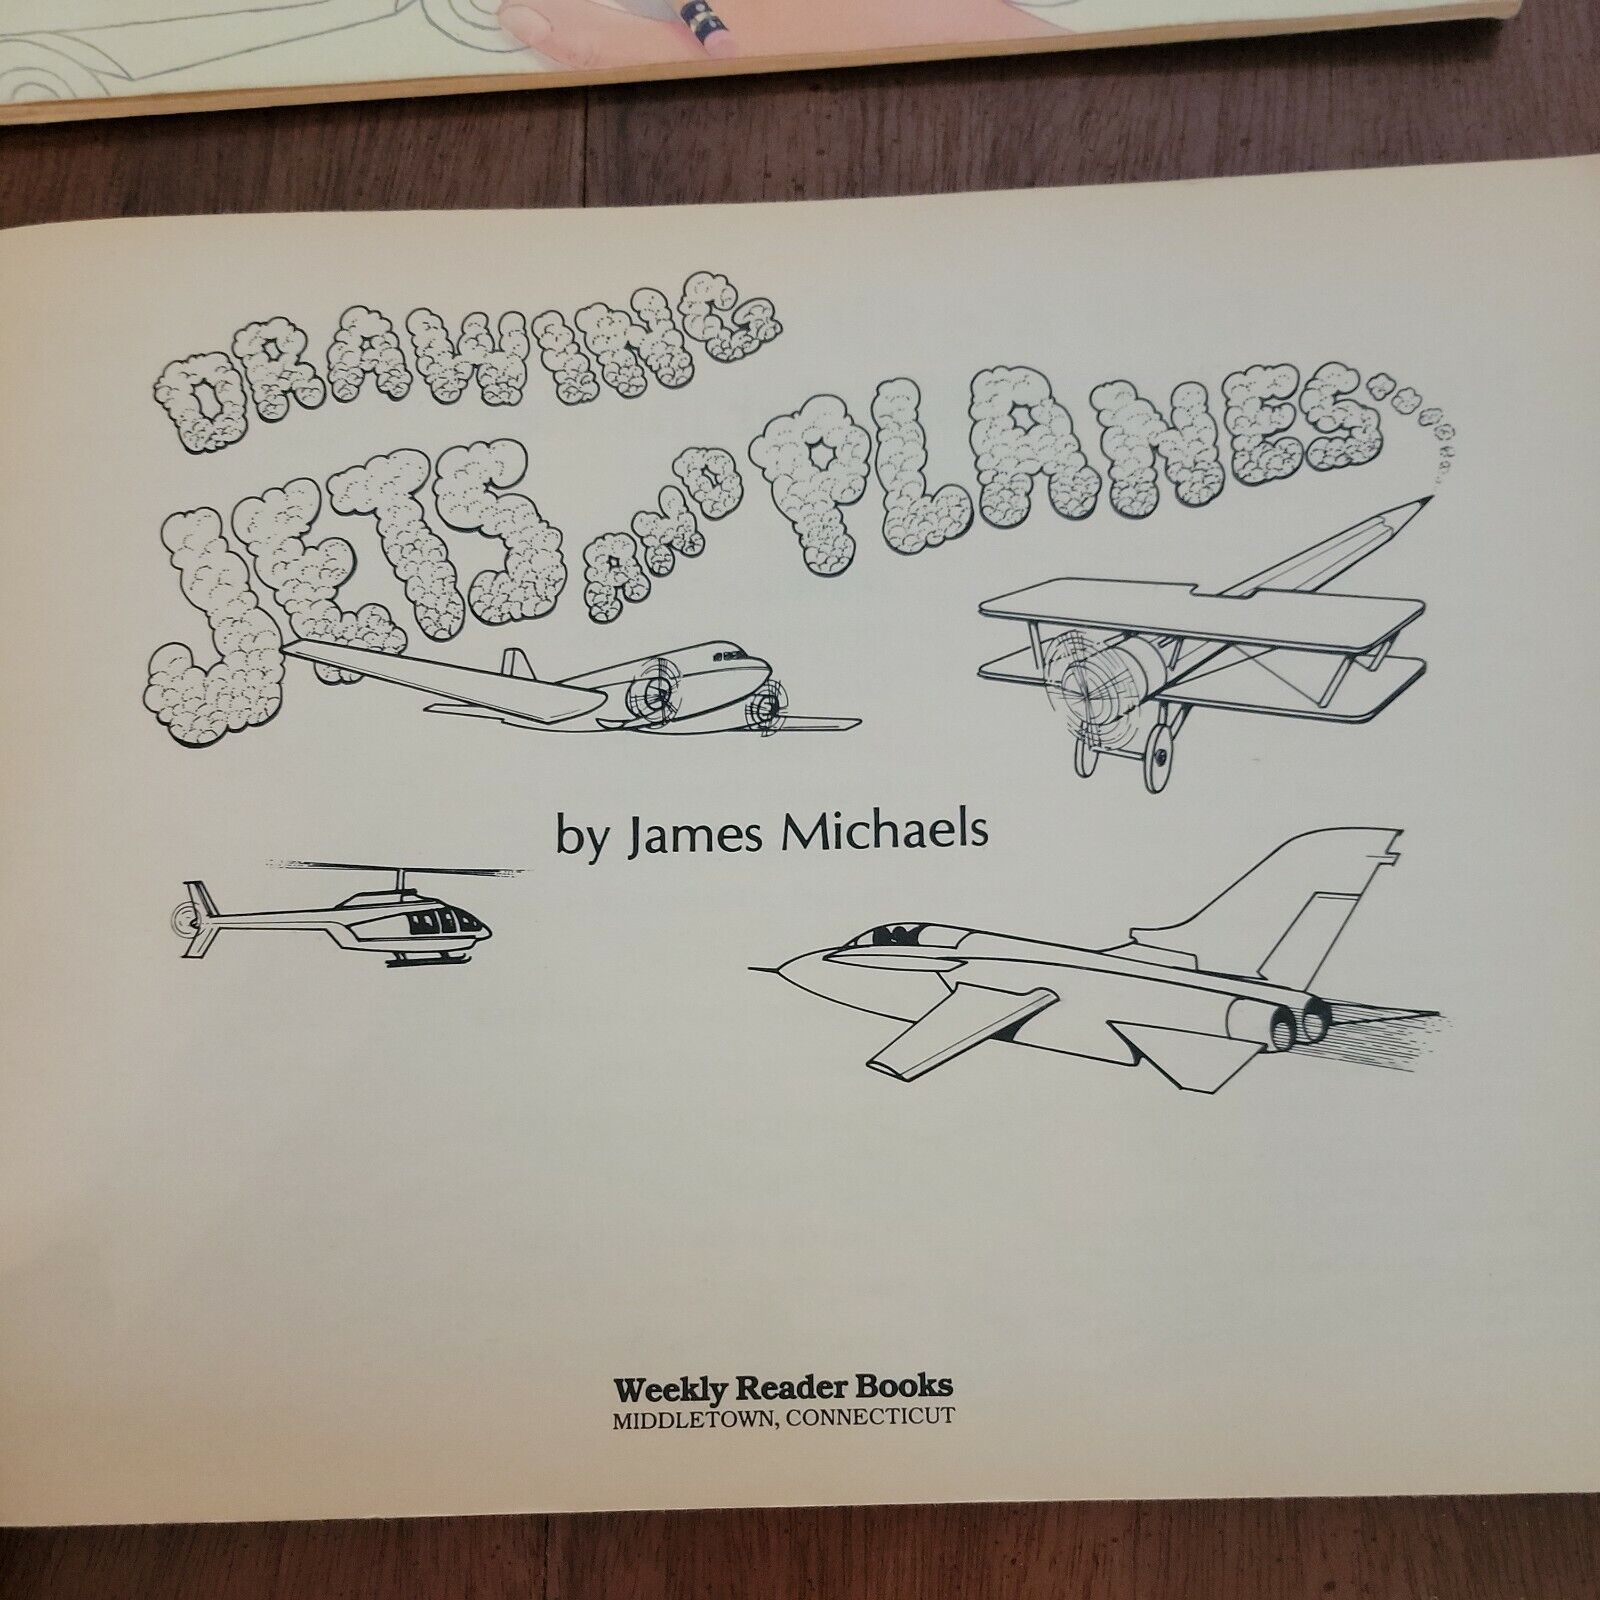 DRAWING
JETS AND PLANES
by James Michaels
Weekly Reader Books
MIDDLETOWN, CONNECTICUT